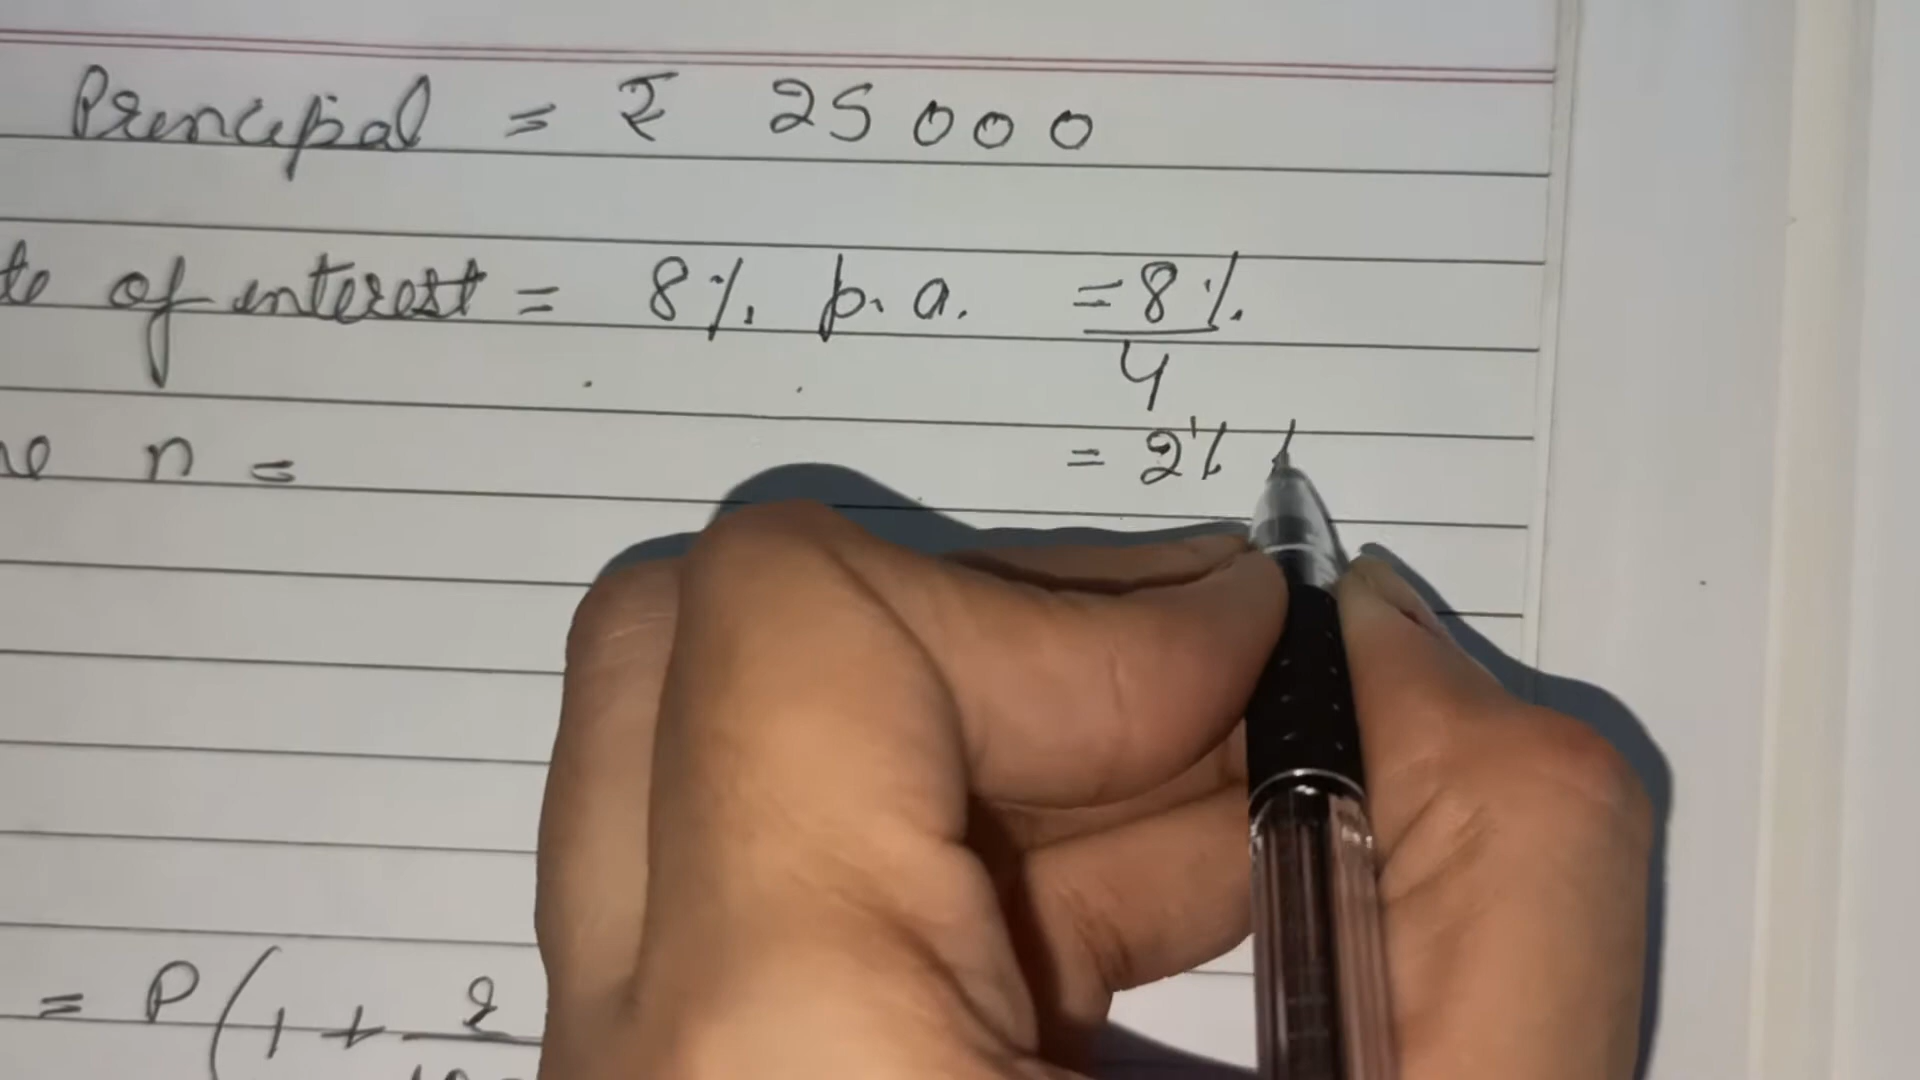 Principal = ₹ 25000
te of interest = 8% p.a. = 8%
4
n = = 2%
= P(1 + r